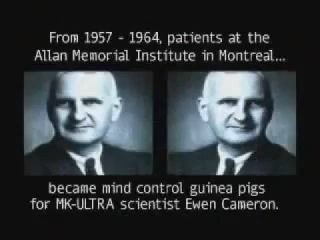 From 1957 - 1964, patients at the
Allan Memorial Institute in Montreal...
became mind control guinea pigs
for MK-ULTRA scientist Ewen Cameron.